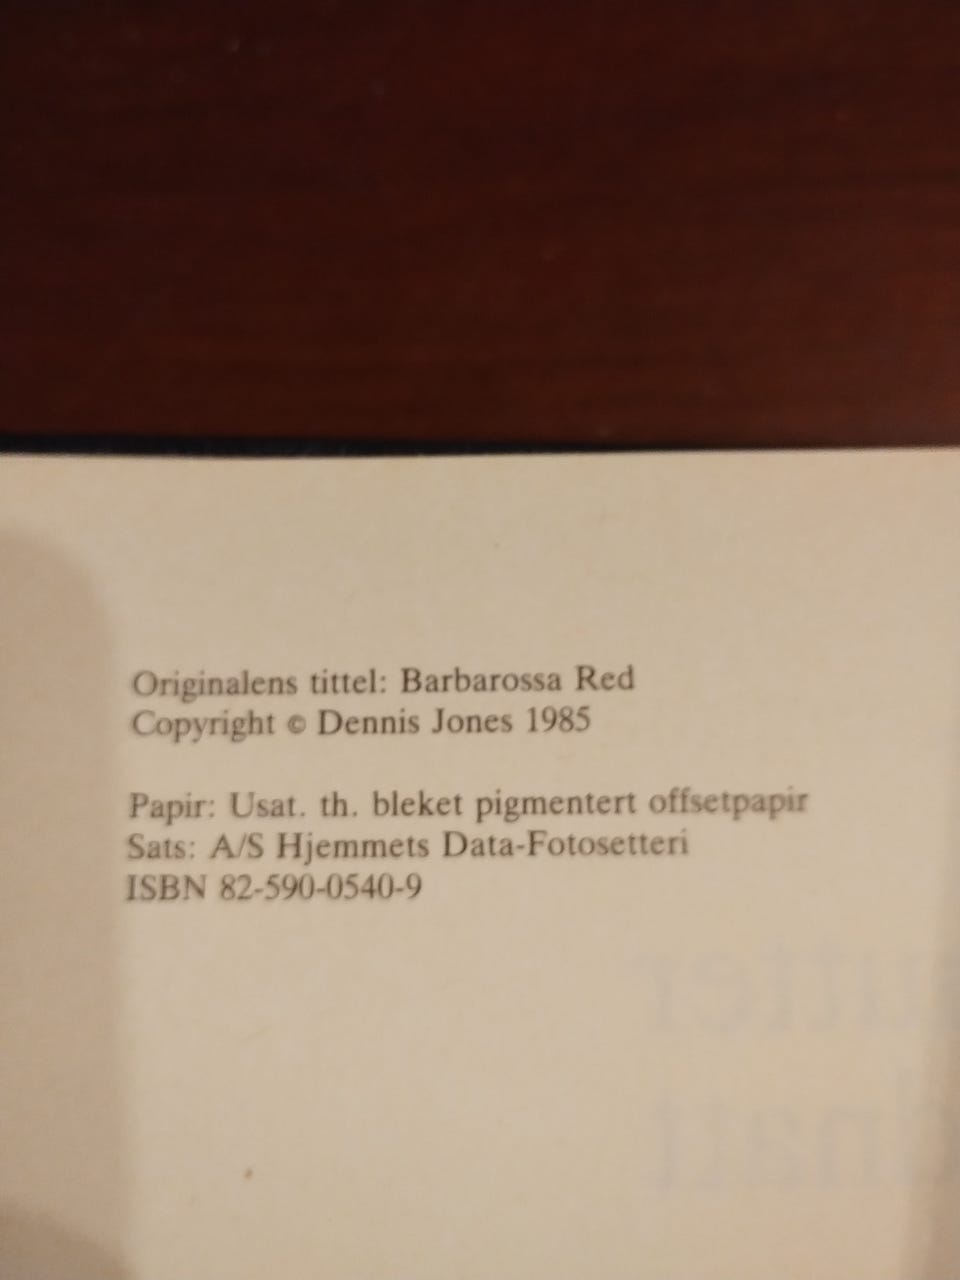 Originalens tittel: Barbarossa Red
Copyright © Dennis Jones 1985
Papir: Usat. th. bleket pigmentert offsetpapir
Sats: A/S Hjemmets Data-Fotosetteri
ISBN 82-590-0540-9